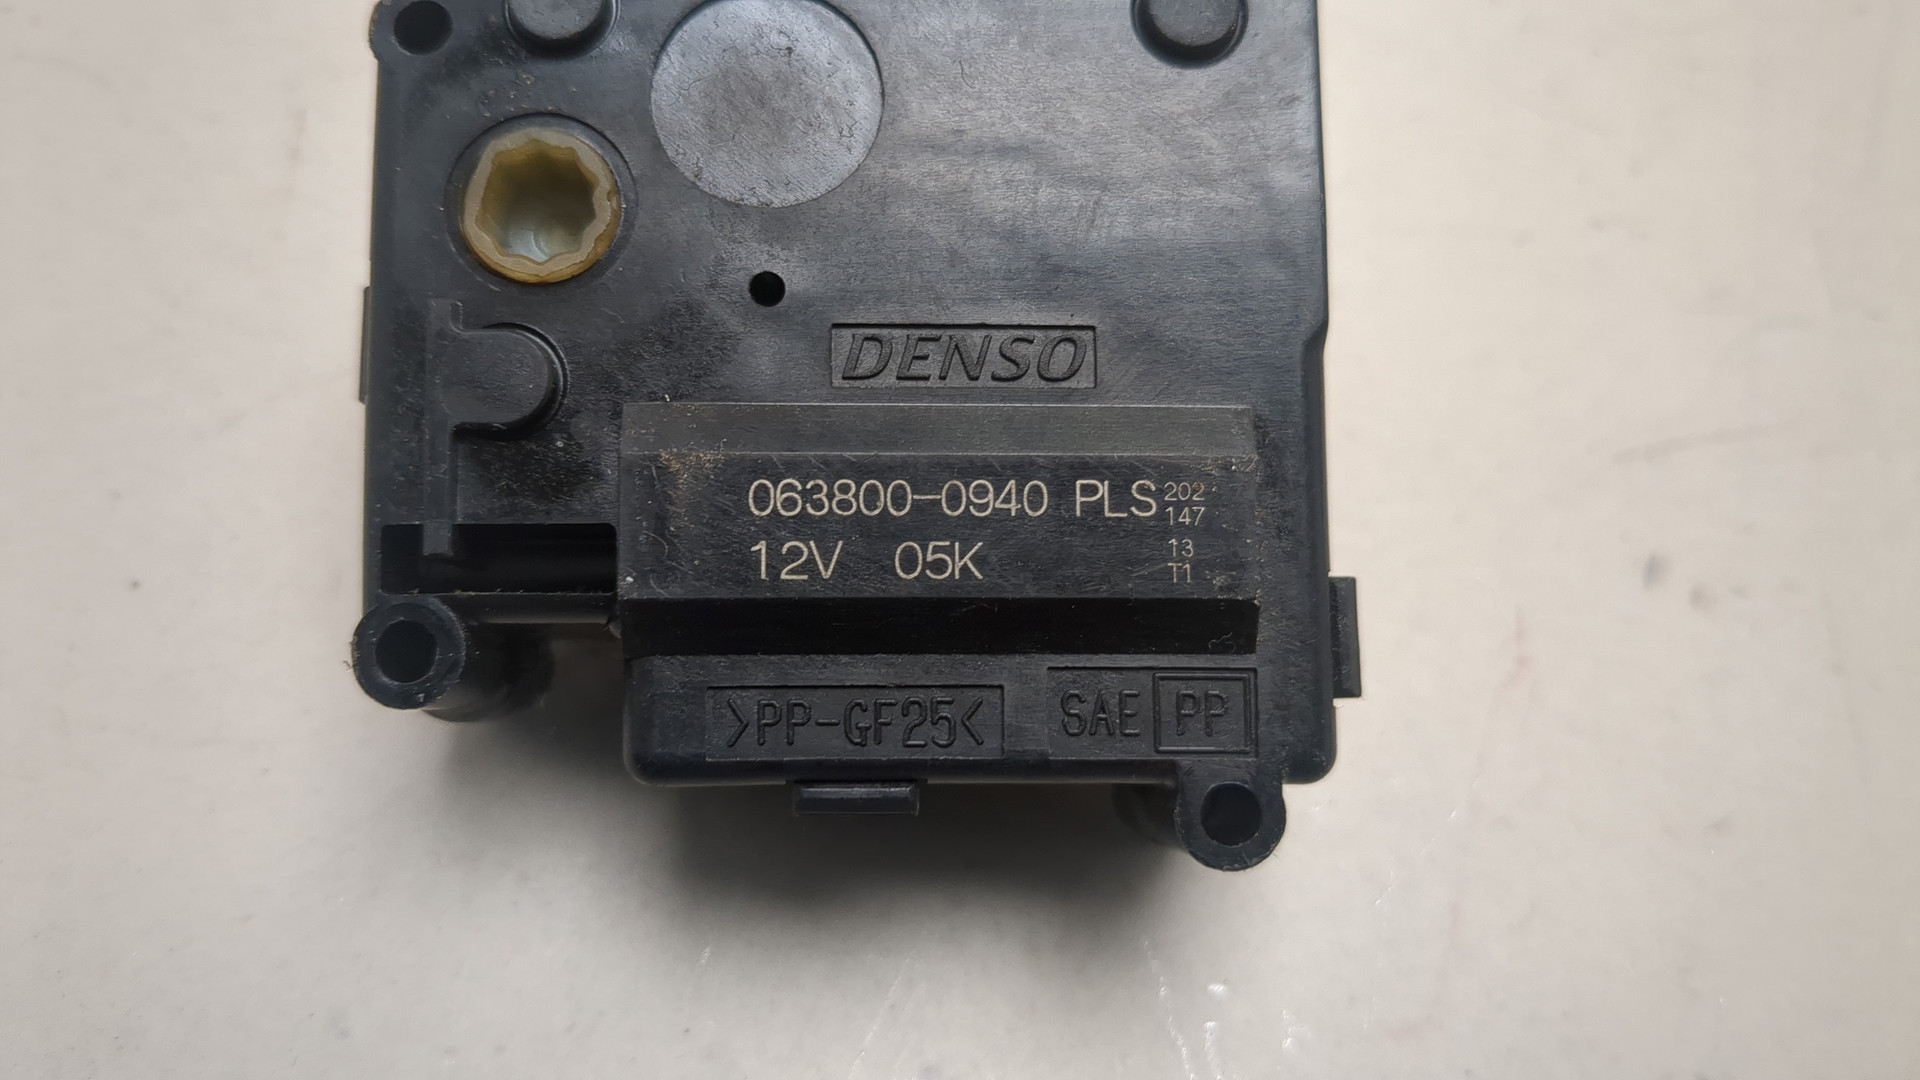 DENSO
063800-0940 PLS 202
147
12V 05K 13
T1
>PP-GF25<
SAE PP